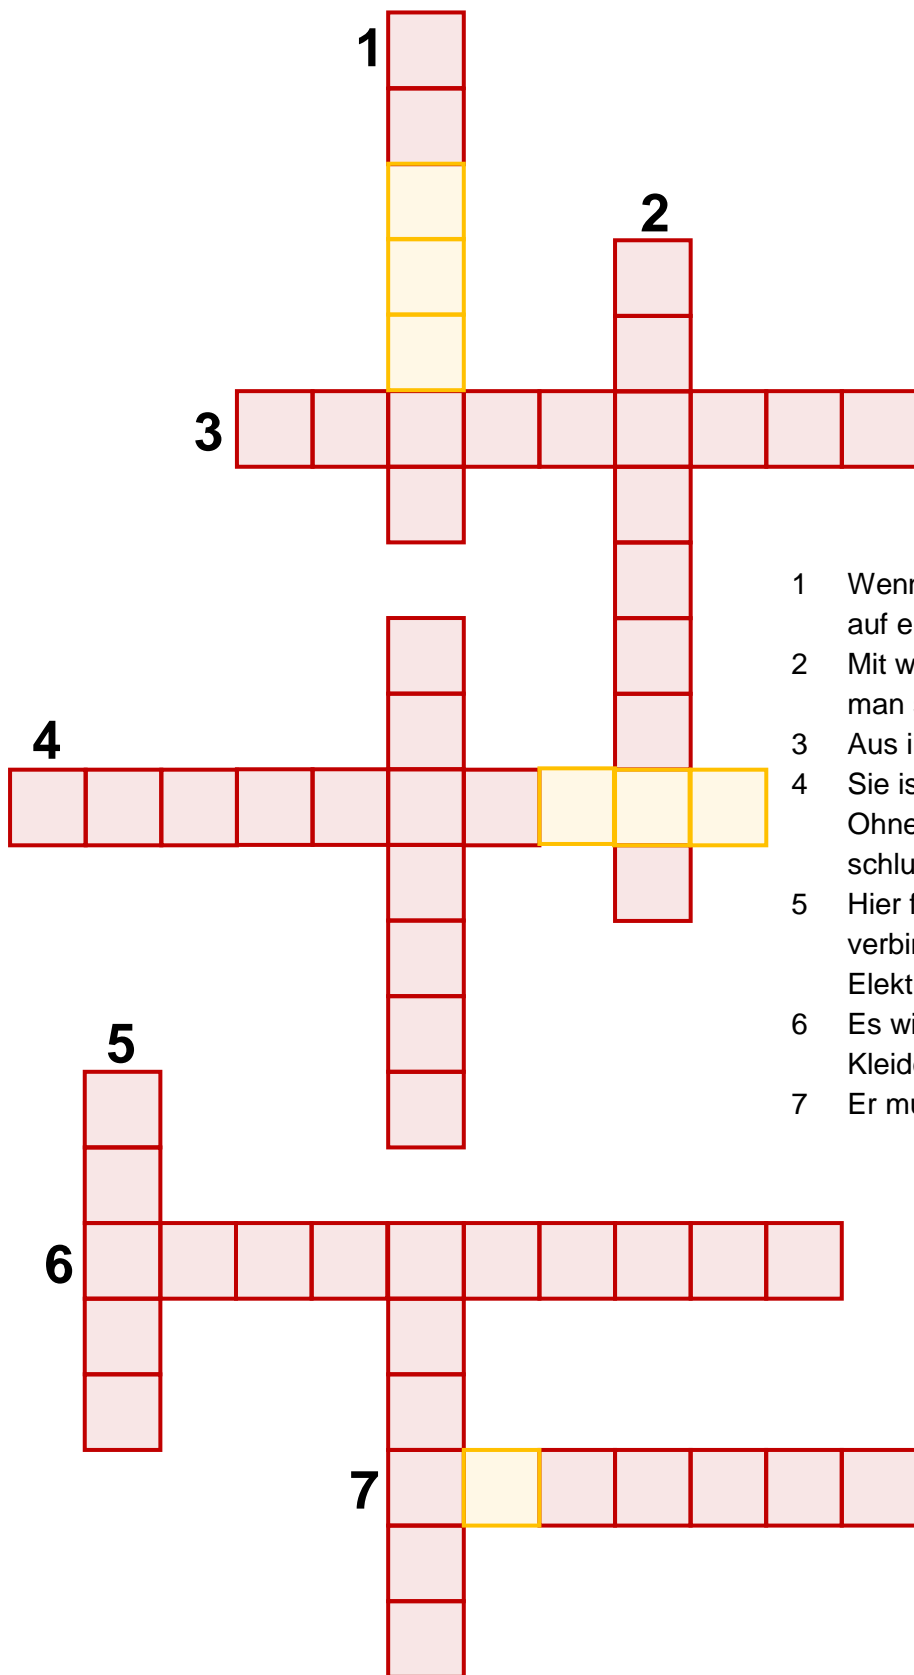 1
2
3
1 Wenn
auf e
2 Mit w
man
3 Aus i
4 Sie is
Ohne
schlu
5 Hier f
verbin
Elekt
6 Es wi
Kleide
7 Er mu
4
5
6
7